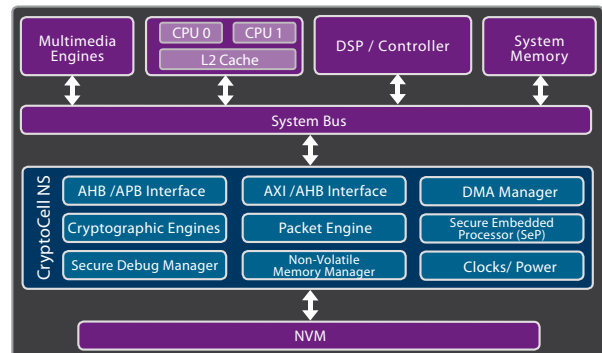 Multimedia
Engines
CPU 0
CPU 1
L2 Cache
DSP / Controller
System
Memory
System Bus
CryptoCell NS
AHB /APB Interface
AXI /AHB Interface
DMA Manager
Cryptographic Engines
Packet Engine
Secure Embedded
Processor (SeP)
Secure Debug Manager
Non-Volatile
Memory Manager
Clocks/ Power
NVM